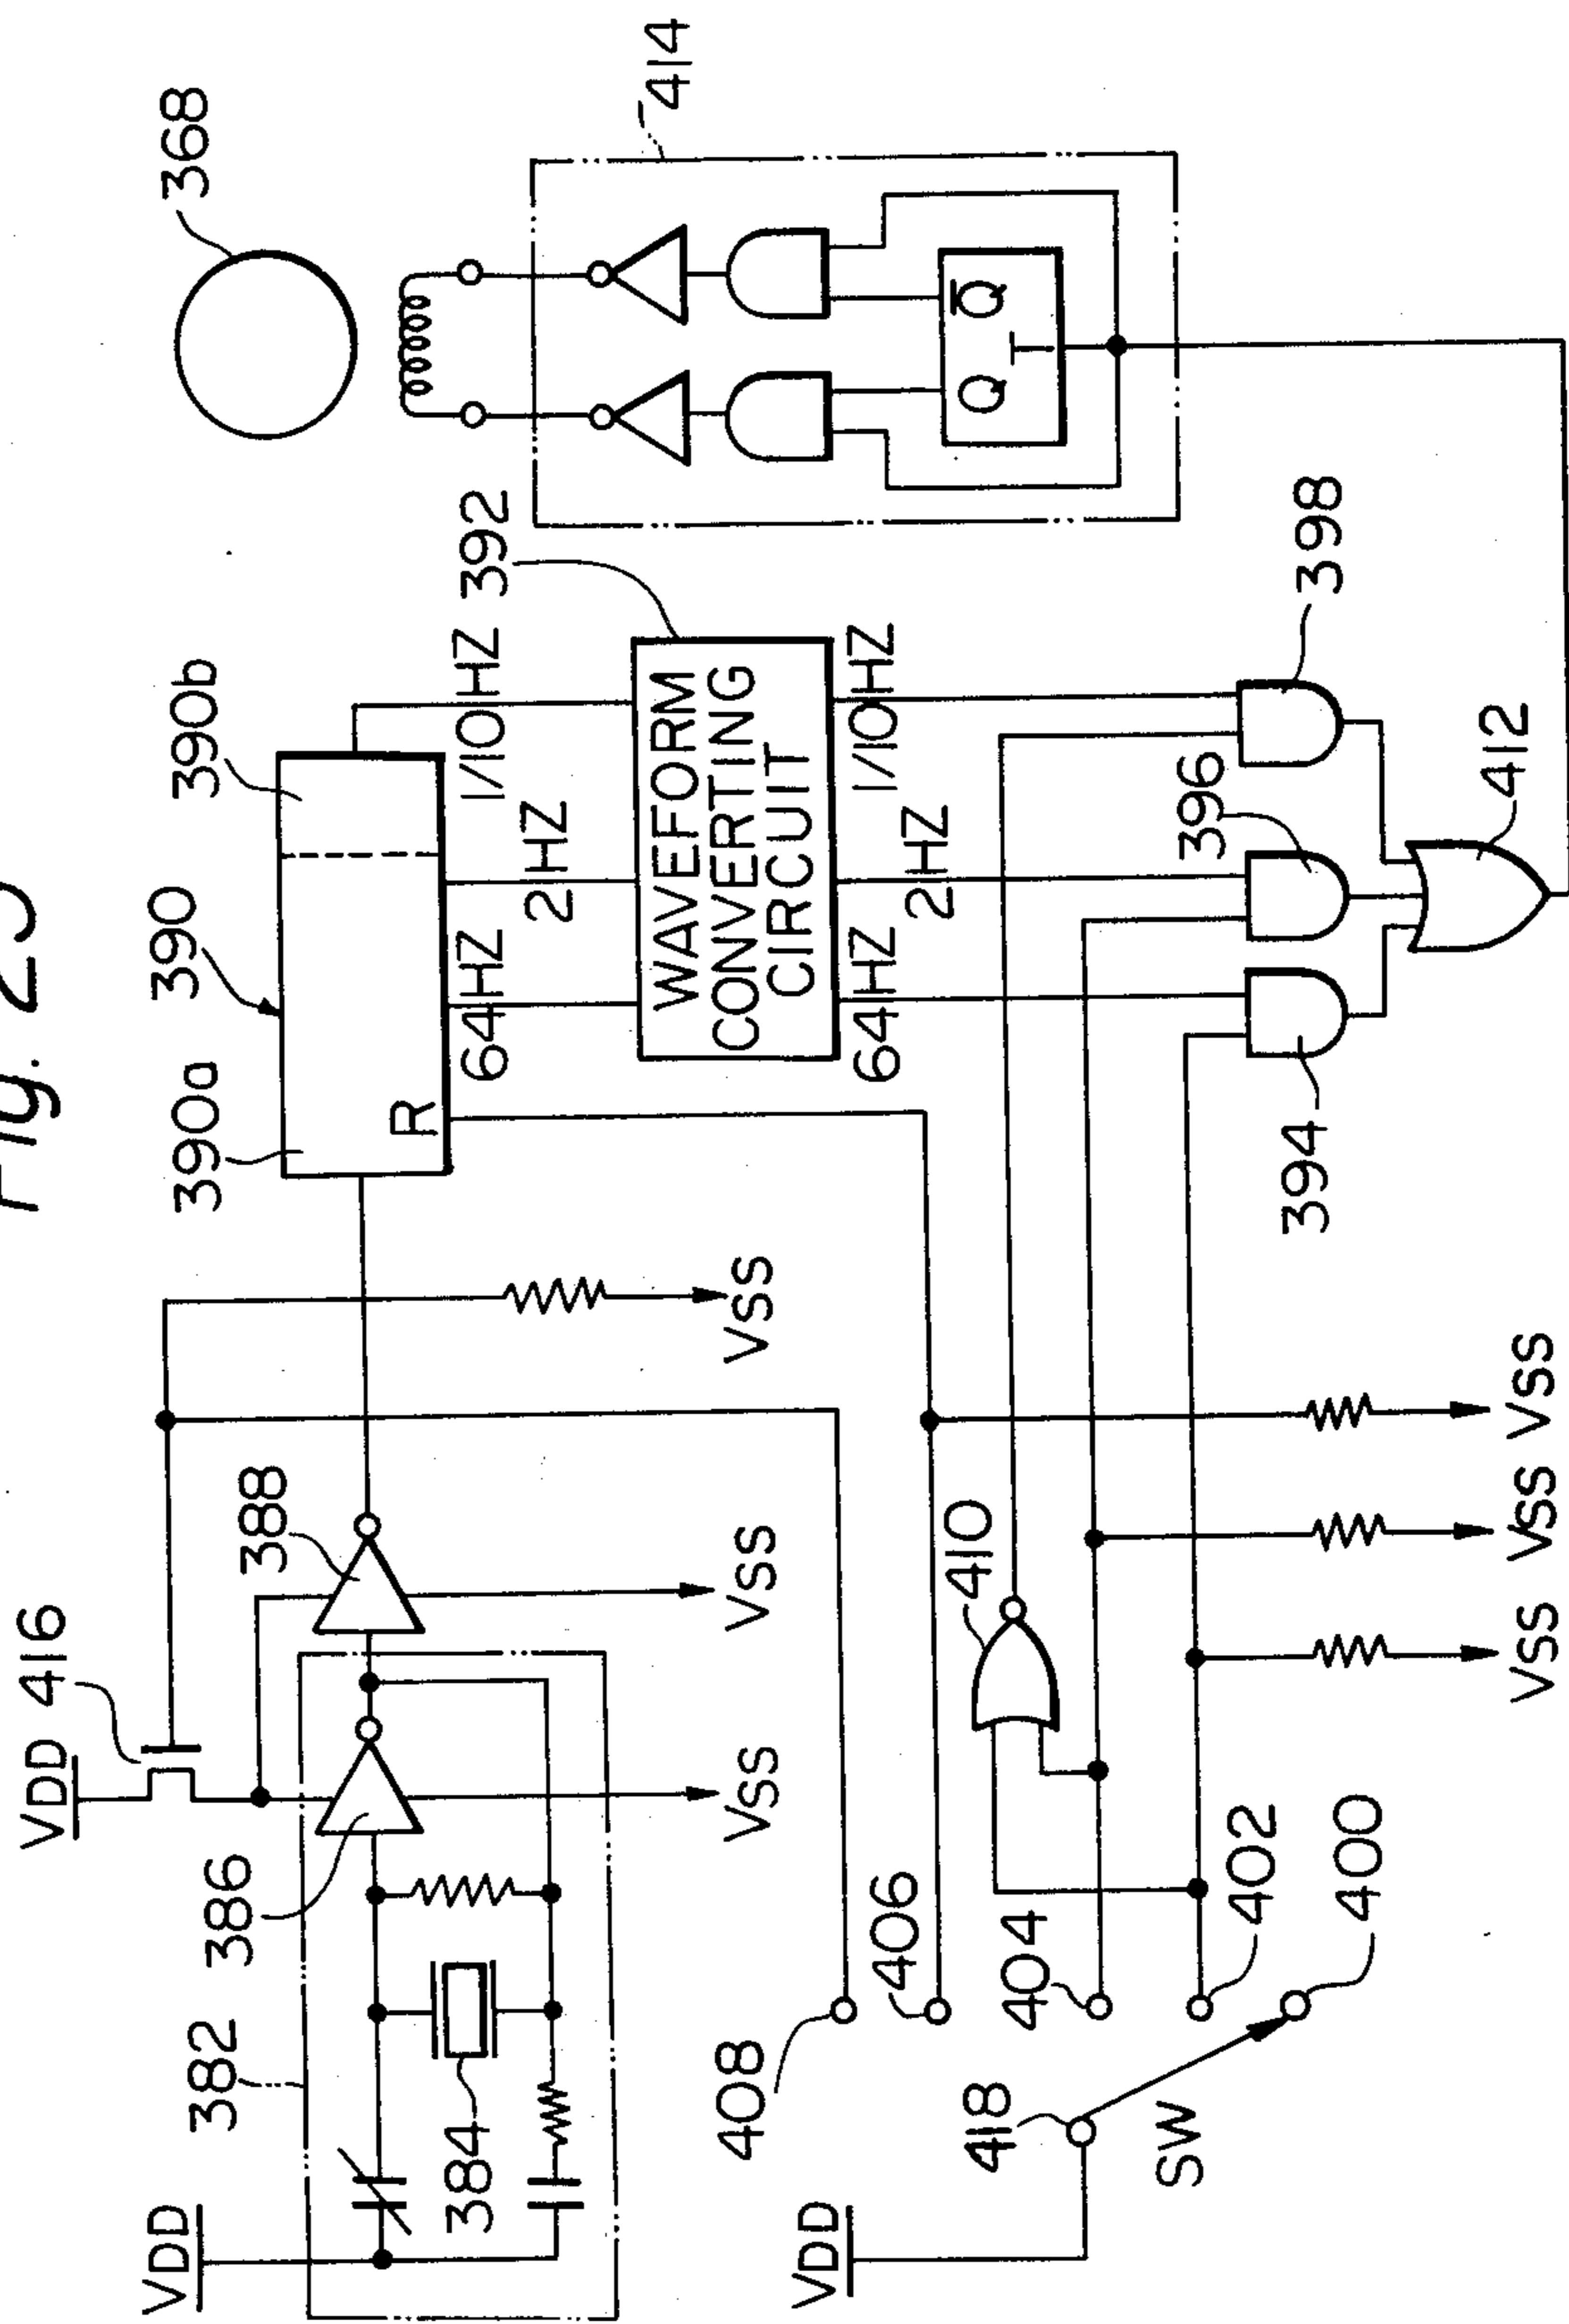 Fig. 25
VDD
416
368
390
390b
390a
382
386
388
414
R
64HZ
2HZ
1/10HZ
392
384
VSS
VSS
VSS
WAVEFORM
CONVERTING
CIRCUIT
64HZ
2HZ
1/10HZ
Q
T
Q̅
VDD
408
406
404
402
400
410
418
SW
396
398
394
412
VSS
VSS
VSS
VDD